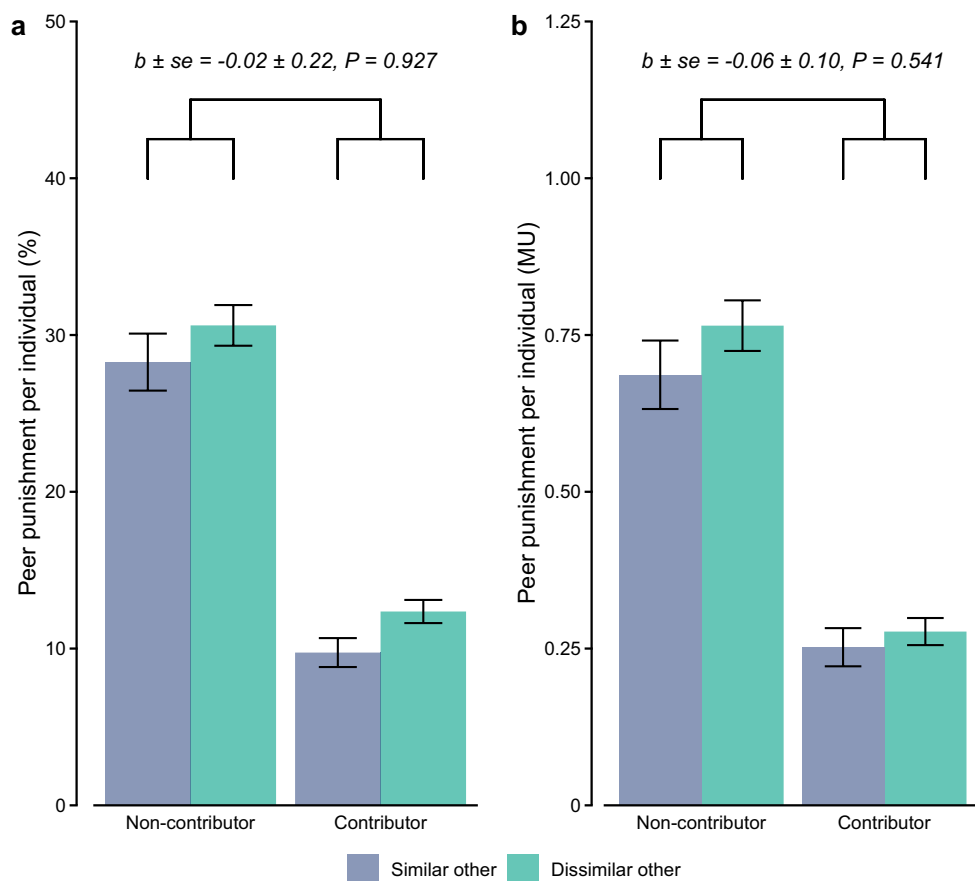 a
b ± se = -0.02 ± 0.22, P = 0.927
Peer punishment per individual (%)
50
40
30
20
10
0
Non-contributor
Contributor
b
b ± se = -0.06 ± 0.10, P = 0.541
Peer punishment per individual (MU)
1.25
1.00
0.75
0.50
0.25
0
Non-contributor
Contributor
Similar other
Dissimilar other